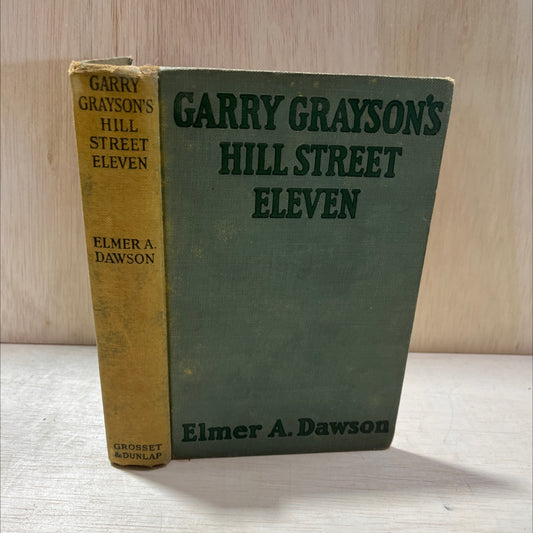 GARRY
GRAYSON'S
HILL
STREET
ELEVEN
ELMER A.
DAWSON
GROSSET
& DUNLAP
GARRY GRAYSON'S
HILL STREET
ELEVEN
Elmer A. Dawson